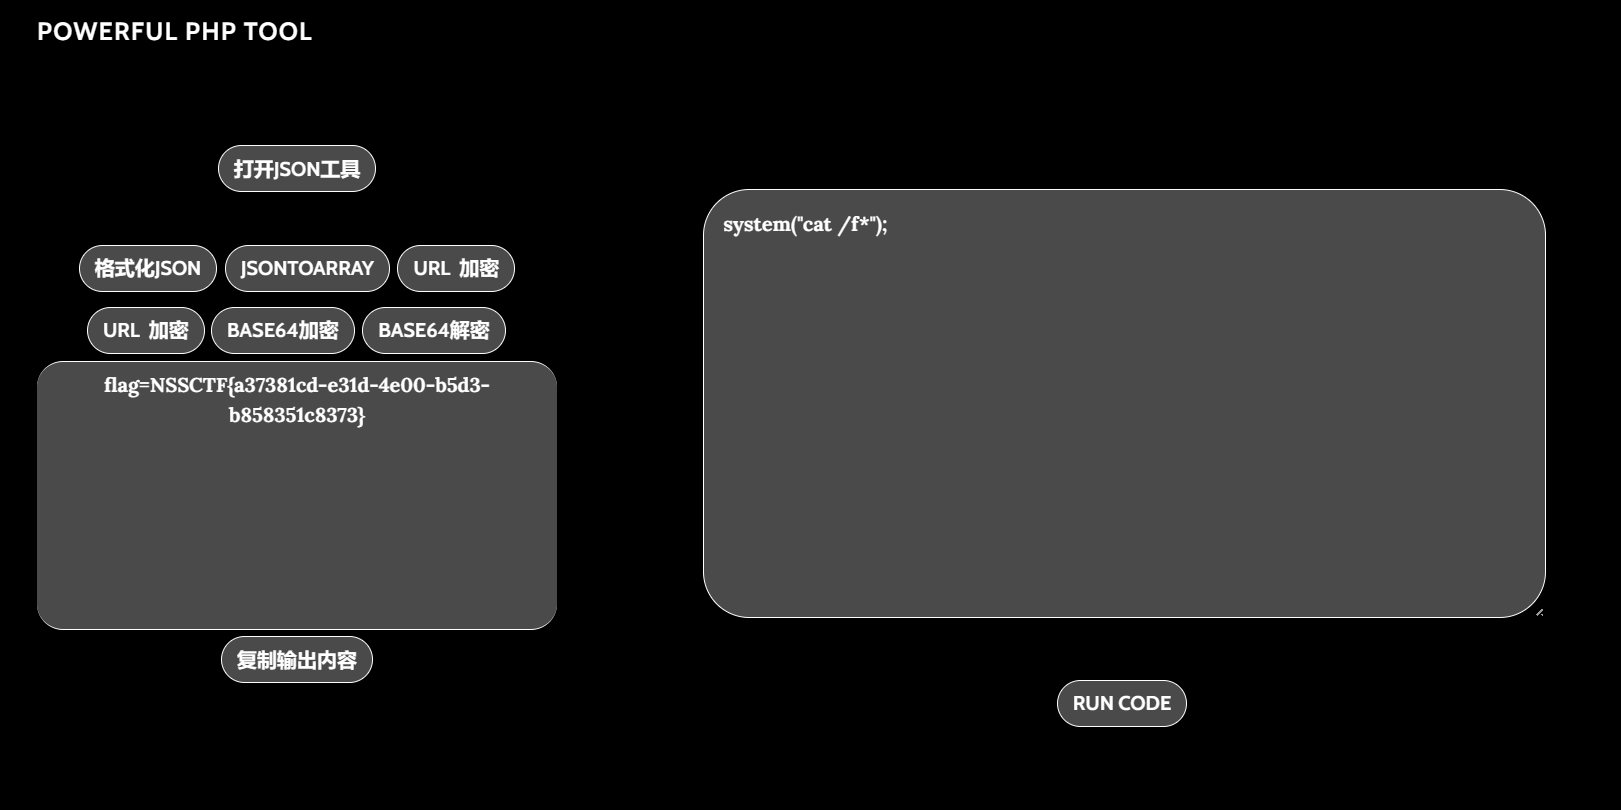 POWERFUL PHP TOOL
打开JSON工具
格式化JSON
JSONTOARRAY
URL 加密
URL 加密
BASE64加密
BASE64解密
flag=NSSCTF{a37381cd-e31d-4e00-b5d3-
b858351c8373}
复制输出内容
system("cat /f*");
RUN CODE